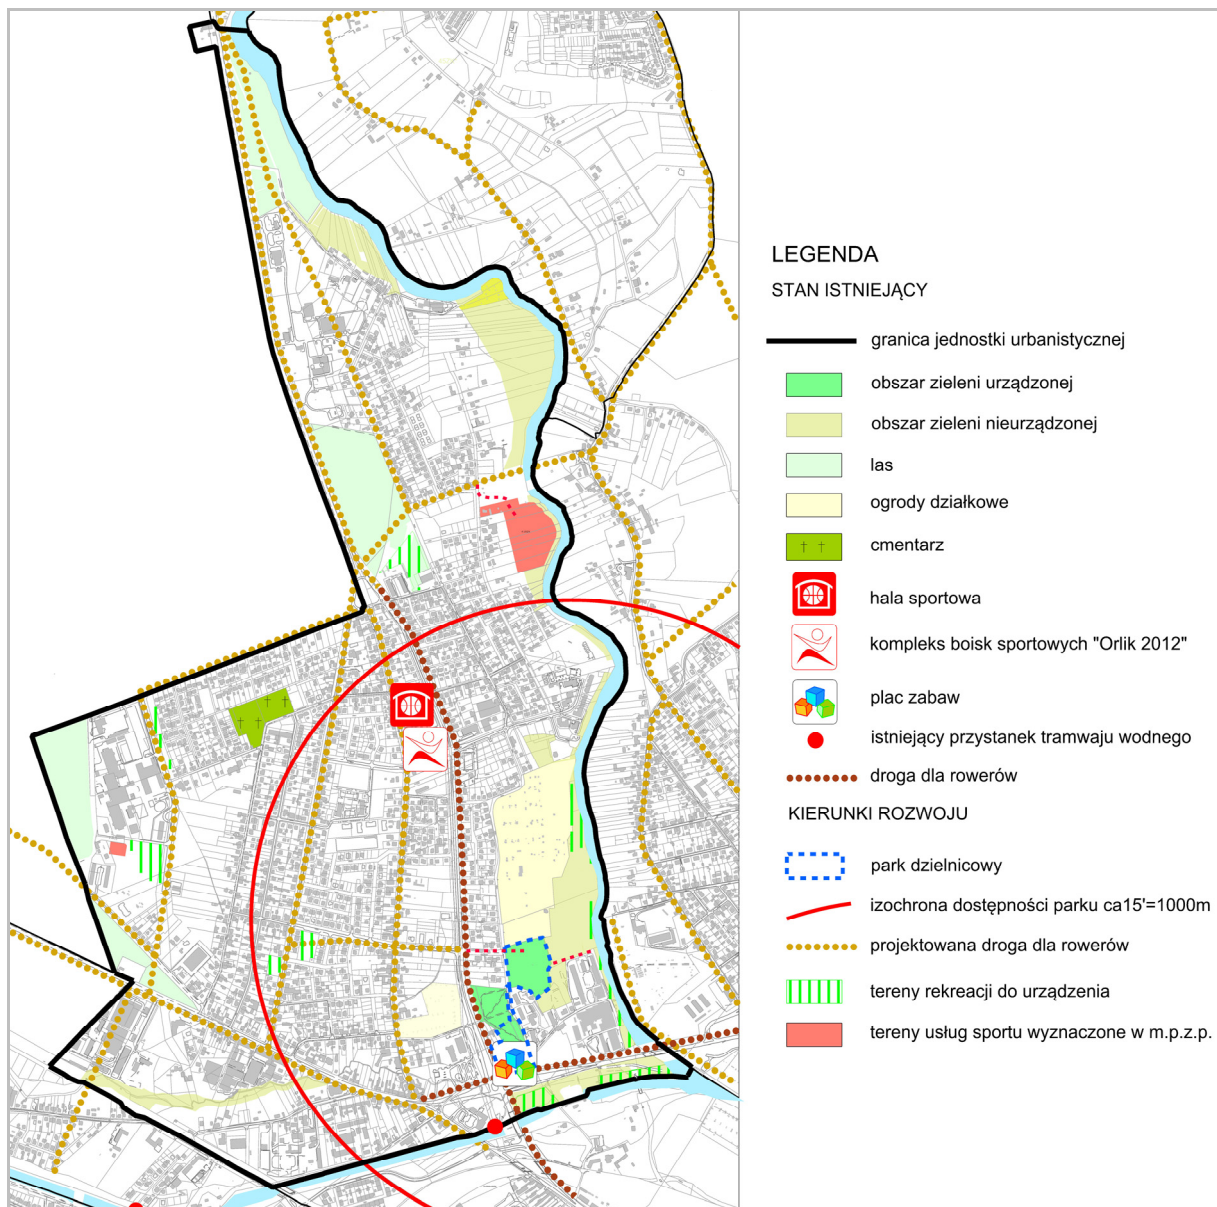 LEGENDA
STAN ISTNIEJĄCY
granica jednostki urbanistycznej
obszar zieleni urządzonej
obszar zieleni nieurządzonej
las
ogrody działkowe
cmentarz
hala sportowa
kompleks boisk sportowych "Orlik 2012"
plac zabaw
istniejący przystanek tramwaju wodnego
droga dla rowerów
KIERUNKI ROZWOJU
park dzielnicowy
izochrona dostępności parku ca15'=1000m
projektowana droga dla rowerów
tereny rekreacji do urządzenia
tereny usług sportu wyznaczone w m.p.z.p.